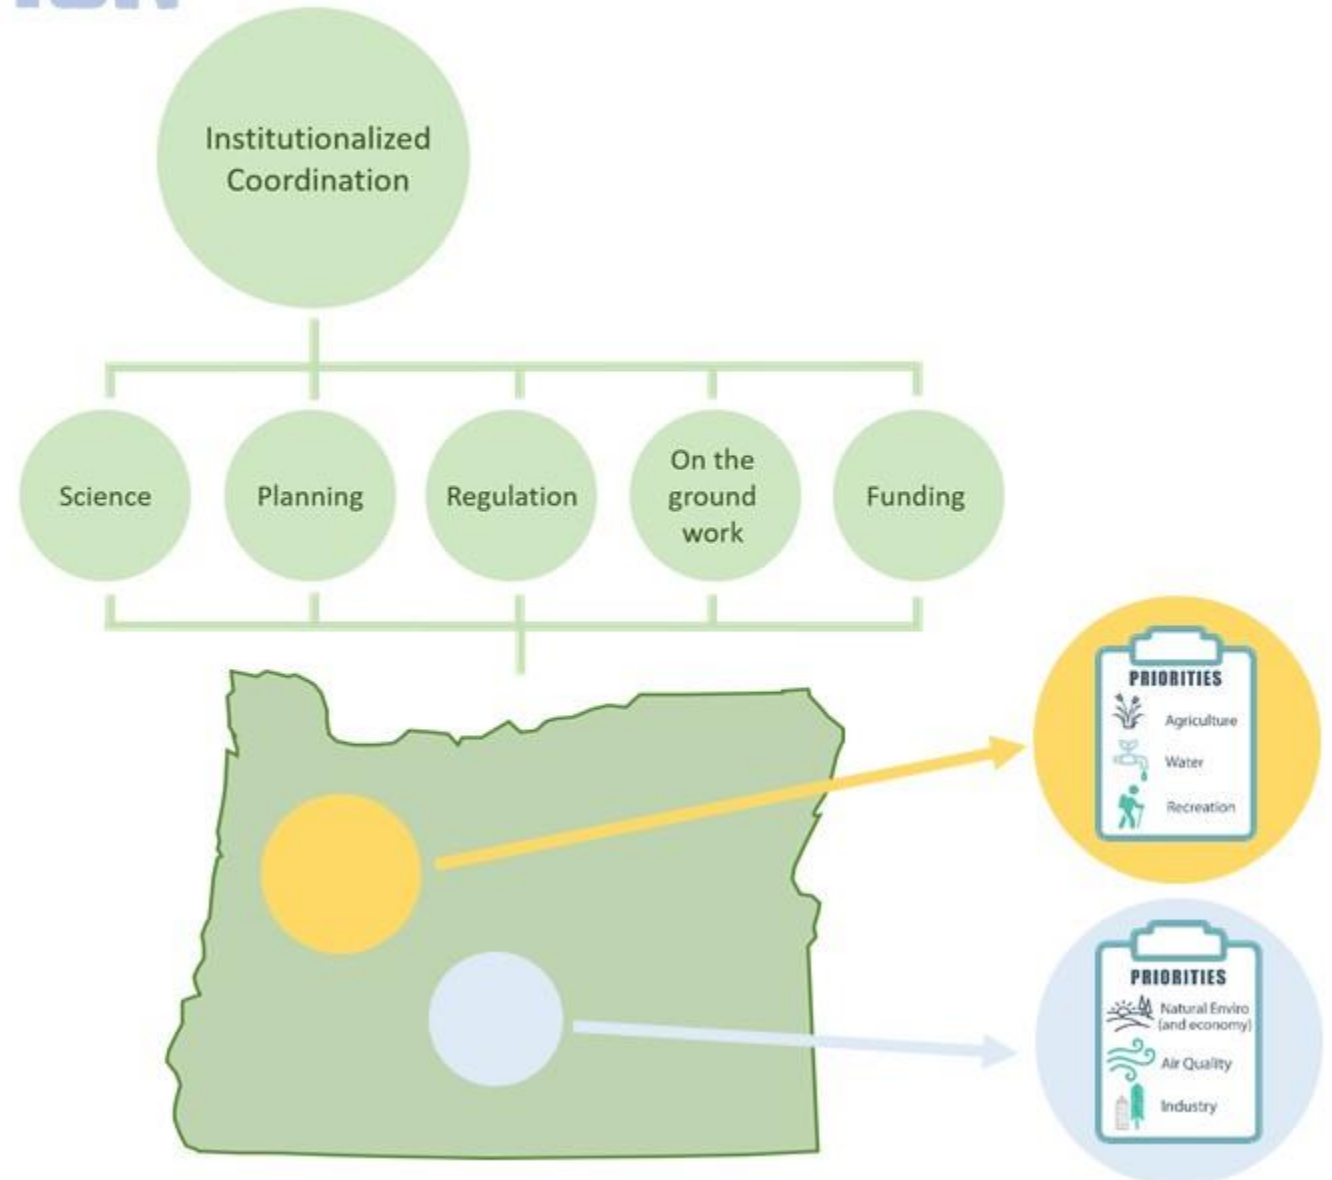 Institutionalized
Coordination
Science
Planning
Regulation
On the
ground
work
Funding
PRIORITIES
Agriculture
Water
Recreation
PRIORITIES
Natural Enviro
(and economy)
Air Quality
Industry